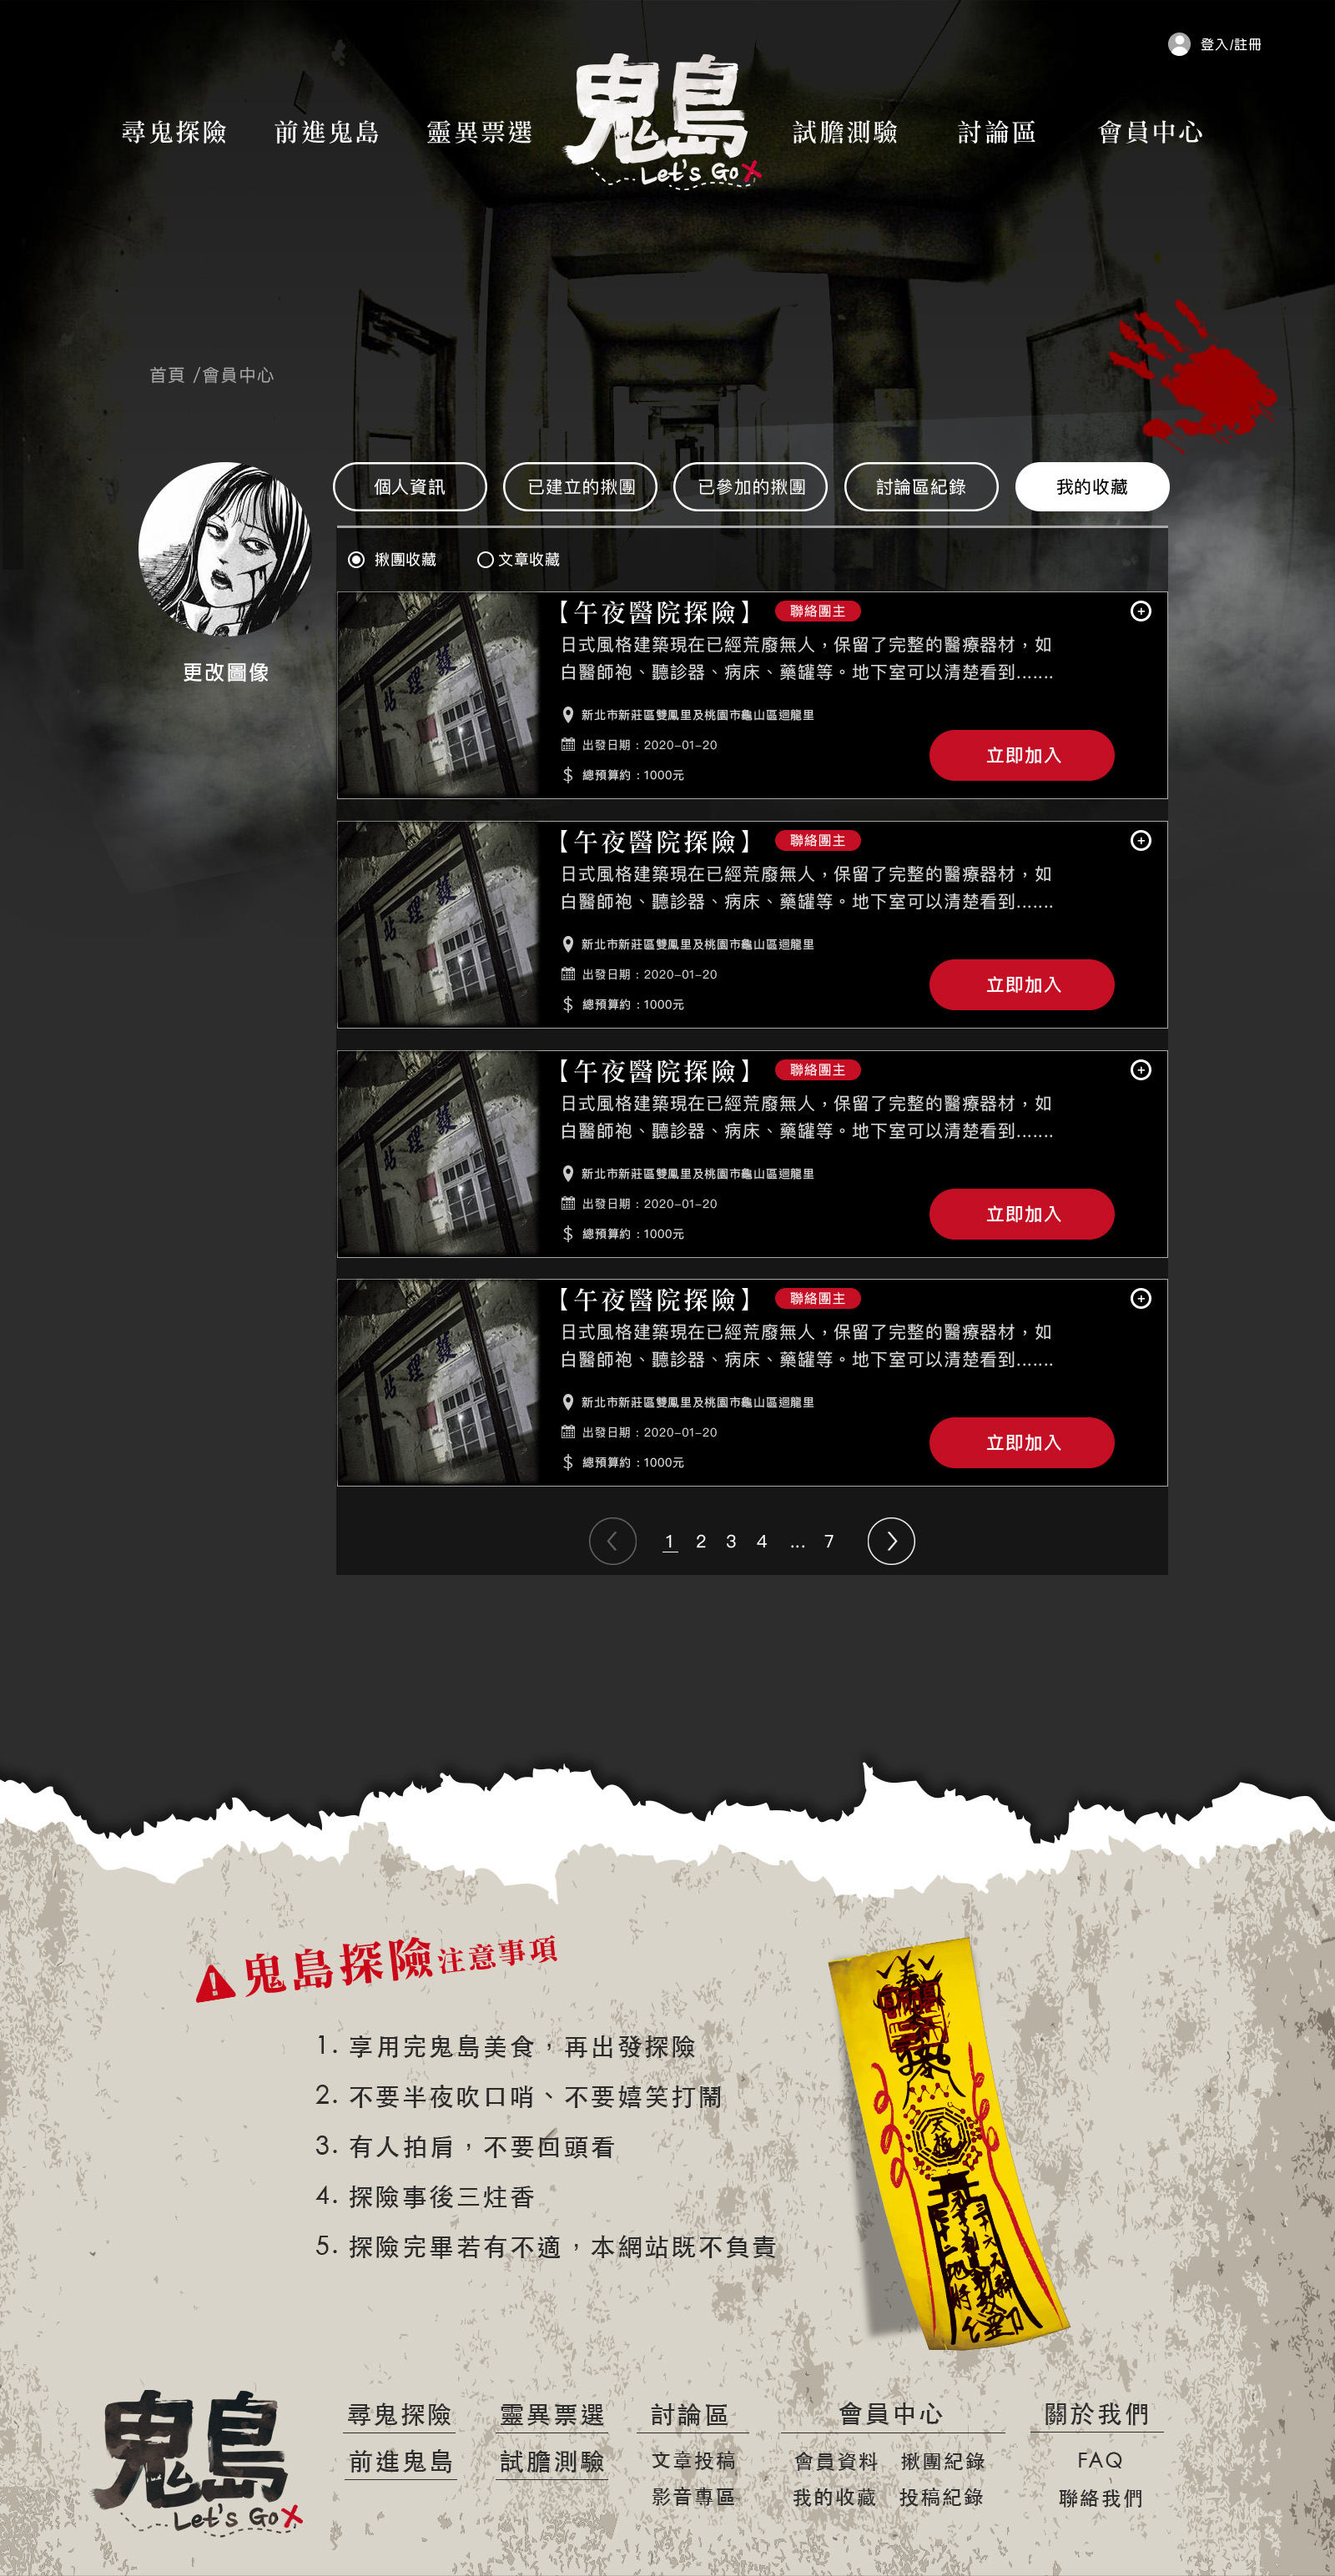 登入/註冊
尋鬼探險
前進鬼島
靈異票選
鬼島
Let's Go
試膽測驗
討論區
會員中心
首頁 /會員中心
個人資訊
已建立的揪團
已參加的揪團
討論區紀錄
我的收藏
更改圖像
揪團收藏
文章收藏
【午夜醫院探險】
聯絡團主
日式風格建築現在已經荒廢無人，保留了完整的醫療器材，如
白醫師袍、聽診器、病床、藥罐等。地下室可以清楚看到.......
新北市新莊區雙鳳里及桃園市龜山區迴龍里
出發日期：2020-01-20
總預算約：1000元
立即加入
護理站
【午夜醫院探險】
聯絡團主
日式風格建築現在已經荒廢無人，保留了完整的醫療器材，如
白醫師袍、聽診器、病床、藥罐等。地下室可以清楚看到.......
新北市新莊區雙鳳里及桃園市龜山區迴龍里
出發日期：2020-01-20
總預算約：1000元
立即加入
護理站
【午夜醫院探險】
聯絡團主
日式風格建築現在已經荒廢無人，保留了完整的醫療器材，如
白醫師袍、聽診器、病床、藥罐等。地下室可以清楚看到.......
新北市新莊區雙鳳里及桃園市龜山區迴龍里
出發日期：2020-01-20
總預算約：1000元
立即加入
護理站
【午夜醫院探險】
聯絡團主
日式風格建築現在已經荒廢無人，保留了完整的醫療器材，如
白醫師袍、聽診器、病床、藥罐等。地下室可以清楚看到.......
新北市新莊區雙鳳里及桃園市龜山區迴龍里
出發日期：2020-01-20
總預算約：1000元
立即加入
護理站
1 2 3 4 ... 7
鬼島探險注意事項
1. 享用完鬼島美食，再出發探險
2. 不要半夜吹口哨、不要嬉笑打鬧
3. 有人拍肩，不要回頭看
4. 探險事後三炷香
5. 探險完畢若有不適，本網站既不負責
太極
鬼島
Let's Go
尋鬼探險
前進鬼島
靈異票選
試膽測驗
討論區
文章投稿
影音專區
會員中心
會員資料 揪團紀錄
我的收藏 投稿紀錄
關於我們
FAQ
聯絡我們